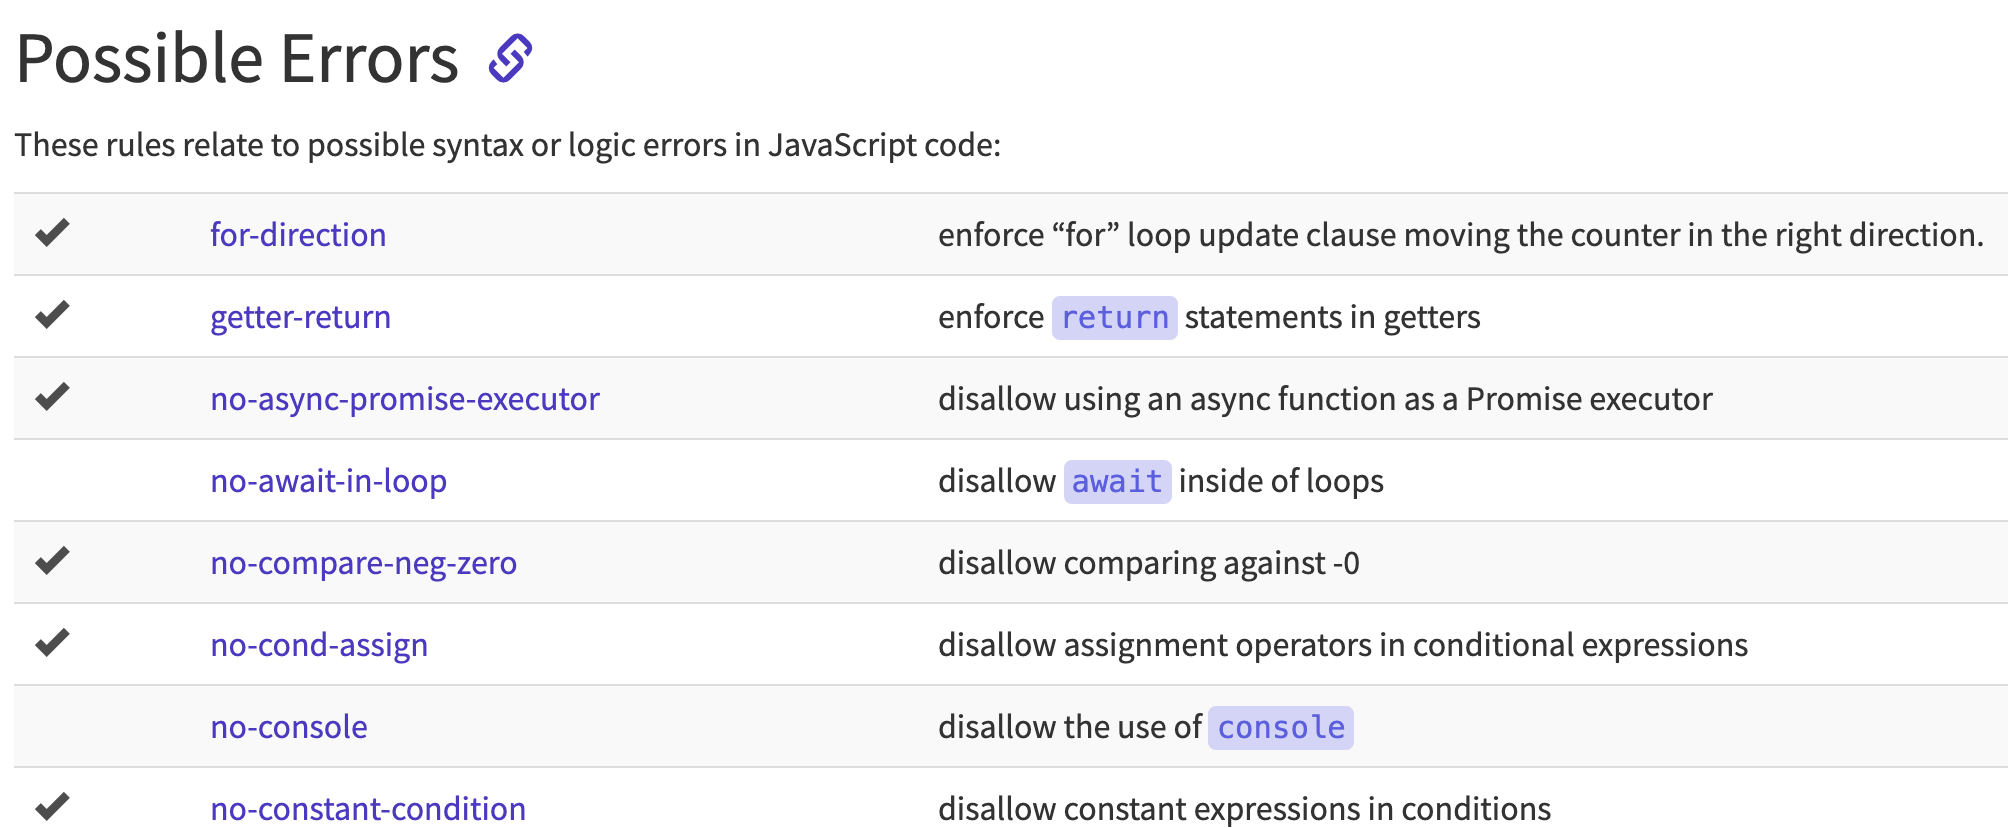 Possible Errors
These rules relate to possible syntax or logic errors in JavaScript code:
for-direction enforce “for” loop update clause moving the counter in the right direction.
getter-return enforce return statements in getters
no-async-promise-executor disallow using an async function as a Promise executor
no-await-in-loop disallow await inside of loops
no-compare-neg-zero disallow comparing against -0
no-cond-assign disallow assignment operators in conditional expressions
no-console disallow the use of console
no-constant-condition disallow constant expressions in conditions